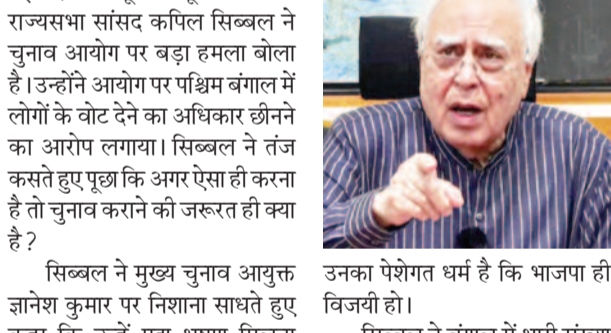 राज्यसभा सांसद कपिल सिब्बल ने
चुनाव आयोग पर बड़ा हमला बोला
है। उन्होंने आयोग पर पश्चिम बंगाल में
लोगों के वोट देने का अधिकार छीनने
का आरोप लगाया। सिब्बल ने तंज
कसते हुए पूछा कि अगर ऐसा ही करना
है तो चुनाव कराने की जरूरत ही क्या
है ?
सिब्बल ने मुख्य चुनाव आयुक्त
ज्ञानेश कुमार पर निशाना साधते हुए
उनका पेशेगत धर्म है कि भाजपा ही
विजयी हो।